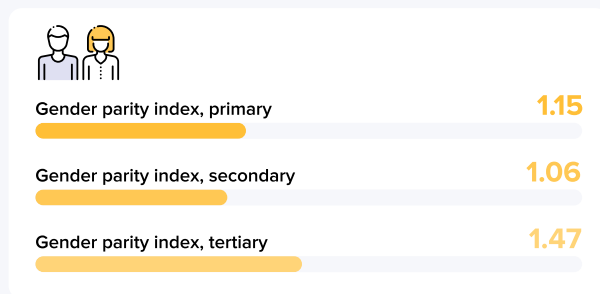 Gender parity index, primary 1.15
Gender parity index, secondary 1.06
Gender parity index, tertiary 1.47